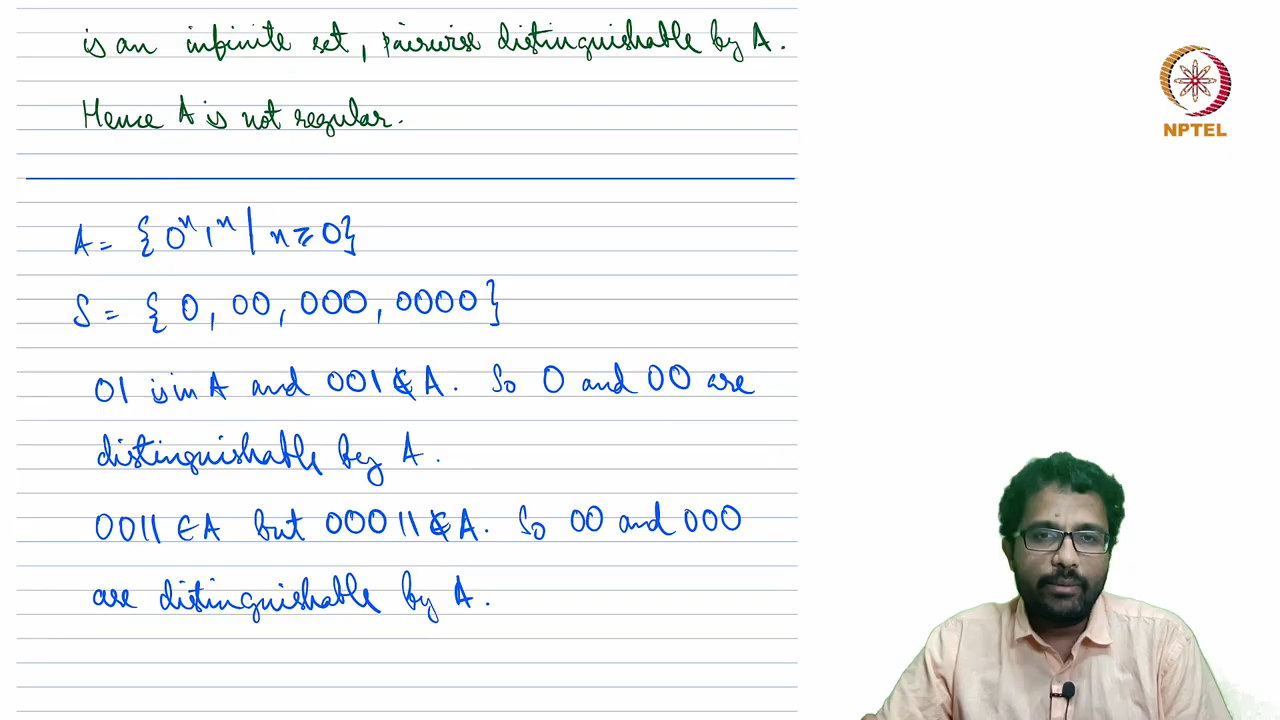 is an infinite set, pairwise distinguishable by A.
Hence A is not regular.
NPTEL
A = { 0ⁿ1ⁿ | n ≥ 0}
S = { 0, 00, 000, 0000 }
01 is in A and 001 ∉ A. So 0 and 00 are
distinguishable by A.
0011 ∈ A but 00011 ∉ A. So 00 and 000
are distinguishable by A.